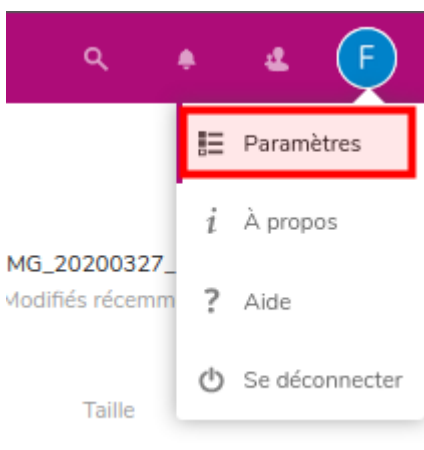 F
Paramètres
i À propos
MG_20200327_
Modifiés récemm
? Aide
Se déconnecter
Taille